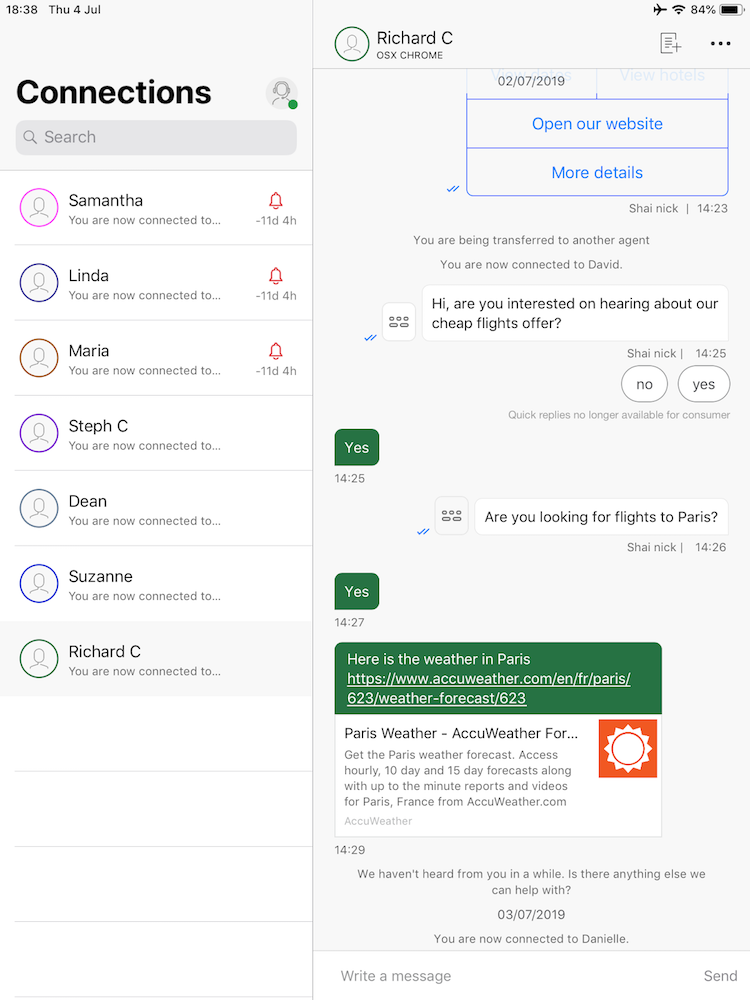 18:38 Thu 4 Jul
84%
Connections
Search
Samantha
You are now connected to...
-11d 4h
Linda
You are now connected to...
-11d 4h
Maria
You are now connected to...
-11d 4h
Steph C
You are now connected to...
Dean
You are now connected to...
Suzanne
You are now connected to...
Richard C
You are now connected to...
Richard C
OSX CHROME
View dates View hotels
02/07/2019
Open our website
More details
Shai nick | 14:23
You are being transferred to another agent
You are now connected to David.
Hi, are you interested on hearing about our
cheap flights offer?
Shai nick | 14:25
no yes
Quick replies no longer available for consumer
Yes
14:25
Are you looking for flights to Paris?
Shai nick | 14:26
Yes
14:27
Here is the weather in Paris
https://www.accuweather.com/en/fr/paris/
623/weather-forecast/623
Paris Weather - AccuWeather For...
Get the Paris weather forecast. Access
hourly, 10 day and 15 day forecasts along
with up to the minute reports and videos
for Paris, France from AccuWeather.com
AccuWeather
14:29
We haven't heard from you in a while. Is there anything else we
can help with?
03/07/2019
You are now connected to Danielle.
Write a message
Send